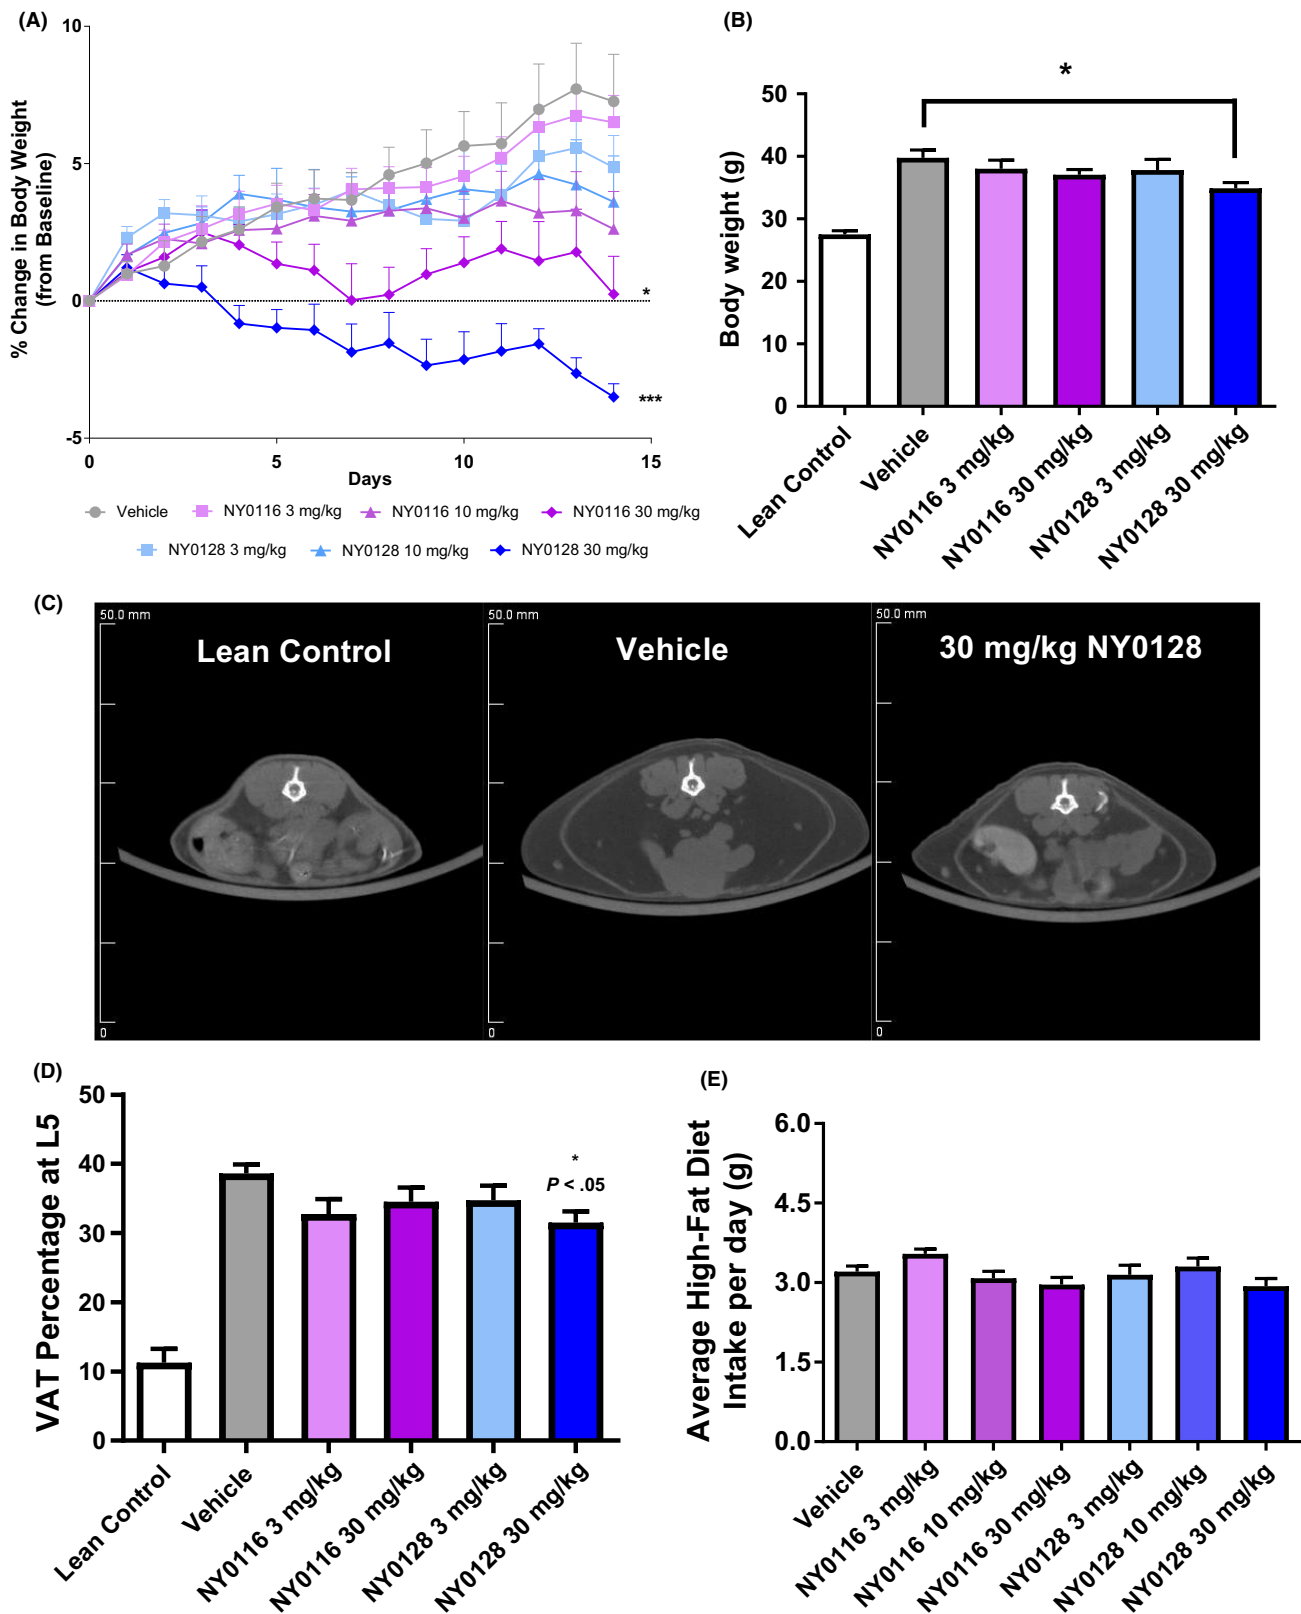 (A)
10
5
0
-5
% Change in Body Weight
(from Baseline)
*
***
0
5
10
15
Days
Vehicle
NY0116 3 mg/kg
NY0116 10 mg/kg
NY0116 30 mg/kg
NY0128 3 mg/kg
NY0128 10 mg/kg
NY0128 30 mg/kg
(B)
*
50
40
30
20
10
0
Body weight (g)
Lean Control
Vehicle
NY0116 3 mg/kg
NY0116 30 mg/kg
NY0128 3 mg/kg
NY0128 30 mg/kg
(C)
50.0 mm
Lean Control
0
50.0 mm
Vehicle
0
50.0 mm
30 mg/kg NY0128
0
(D)
50
40
30
20
10
0
VAT Percentage at L5
*
P < .05
Lean Control
Vehicle
NY0116 3 mg/kg
NY0116 30 mg/kg
NY0128 3 mg/kg
NY0128 30 mg/kg
(E)
6.0
4.5
3.0
1.5
0.0
Average High-Fat Diet
Intake per day (g)
Vehicle
NY0116 3 mg/kg
NY0116 10 mg/kg
NY0116 30 mg/kg
NY0128 3 mg/kg
NY0128 10 mg/kg
NY0128 30 mg/kg